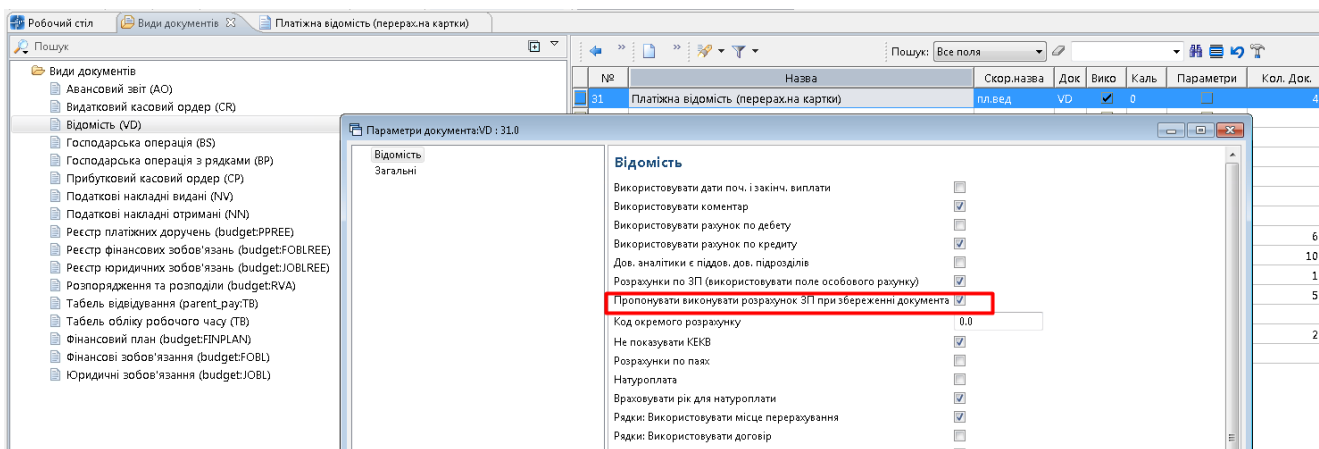 Робочий стіл
Види документів
Платіжна відомість (перерах.на картки)
Пошук
Види документів
Авансовий звіт (АО)
Видатковий касовий ордер (CR)
Відомість (VD)
Господарська операція (BS)
Господарська операція з рядками (BP)
Прибутковий касовий ордер (CP)
Податкові накладні видані (NV)
Податкові накладні отримані (NN)
Реєстр платіжних доручень (budget:PPREE)
Реєстр фінансових зобов'язань (budget:FOBLREE)
Реєстр юридичних зобов'язань (budget:JOBLREE)
Розпорядження та розподіли (budget:RVA)
Табель відвідування (parent_pay:TB)
Табель обліку робочого часу (TB)
Фінансовий план (budget:FINPLAN)
Фінансові зобов'язання (budget:FOBL)
Юридичні зобов'язання (budget:JOBL)
Пошук: Все поля
№ Назва Скор.назва Док Вико Каль Параметри Кол. Док.
31 Платіжна відомість (перерах.на картки) пл.вед VD 0 4
6
10
1
5
2
Параметри документа:VD : 31.0
Відомість
Загальні
Відомість
Використовувати дати поч. і закінч. виплати
Використовувати коментар
Використовувати рахунок по дебету
Використовувати рахунок по кредиту
Дов. аналітики є піддов. дов. підрозділів
Розрахунки по ЗП (використовувати поле особового рахунку)
Пропонувати виконувати розрахунок ЗП при збереженні документа
Код окремого розрахунку 0.0
Не показувати КЕКВ
Розрахунки по паях
Натуроплата
Враховувати рік для натуроплати
Рядки: Використовувати місце перерахування
Рядки: Використовувати договір